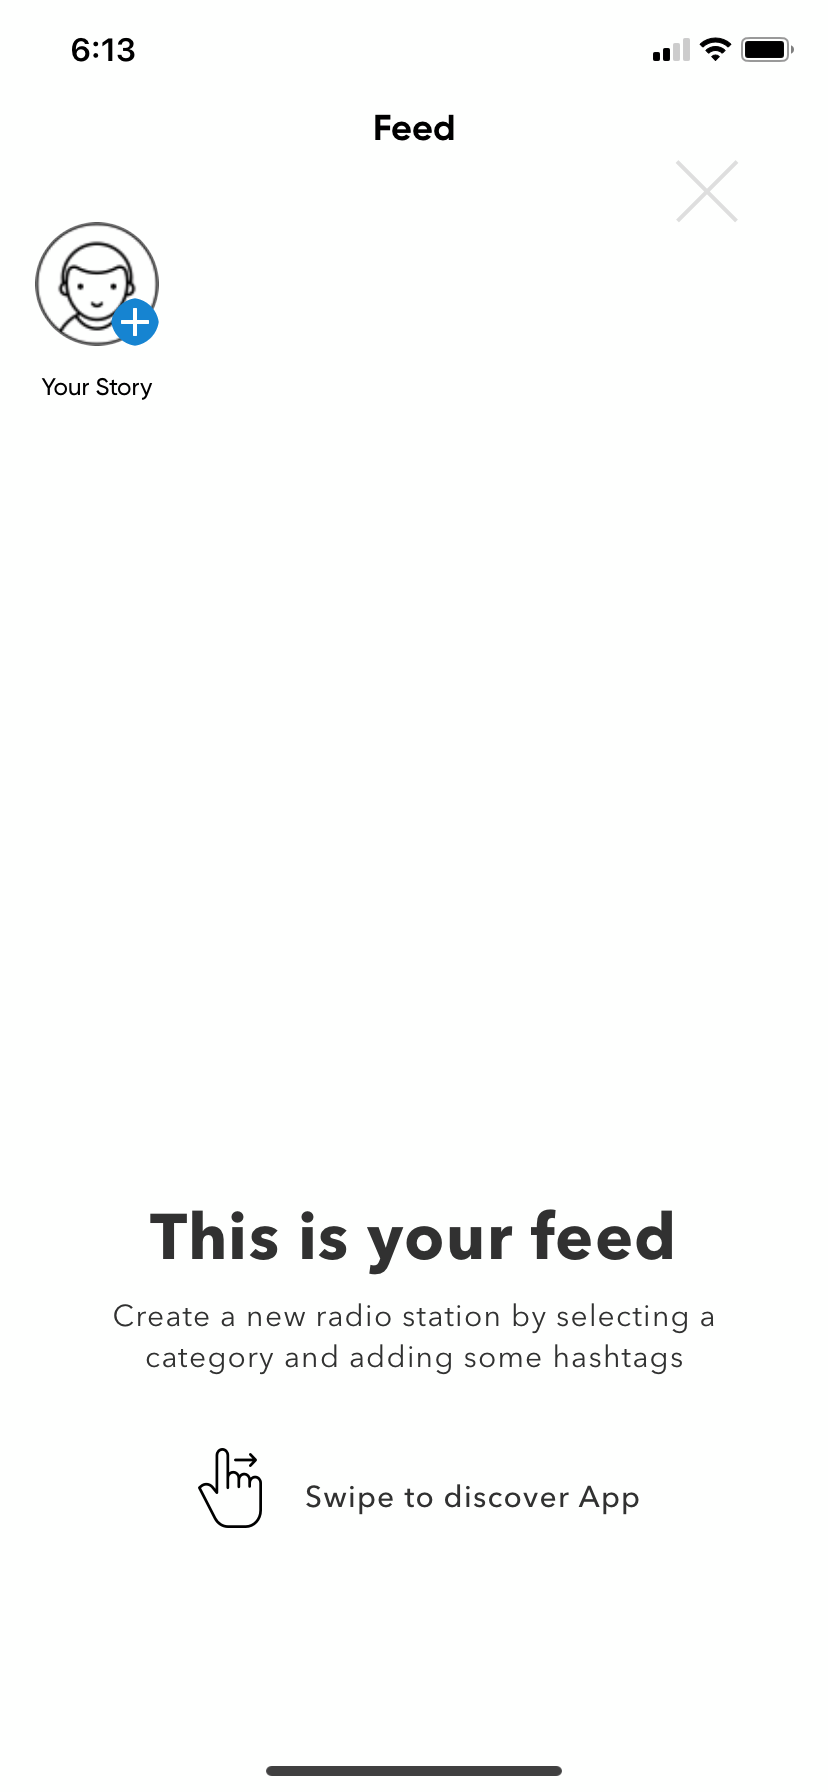 6:13
Feed
Your Story
This is your feed
Create a new radio station by selecting a
category and adding some hashtags
Swipe to discover App